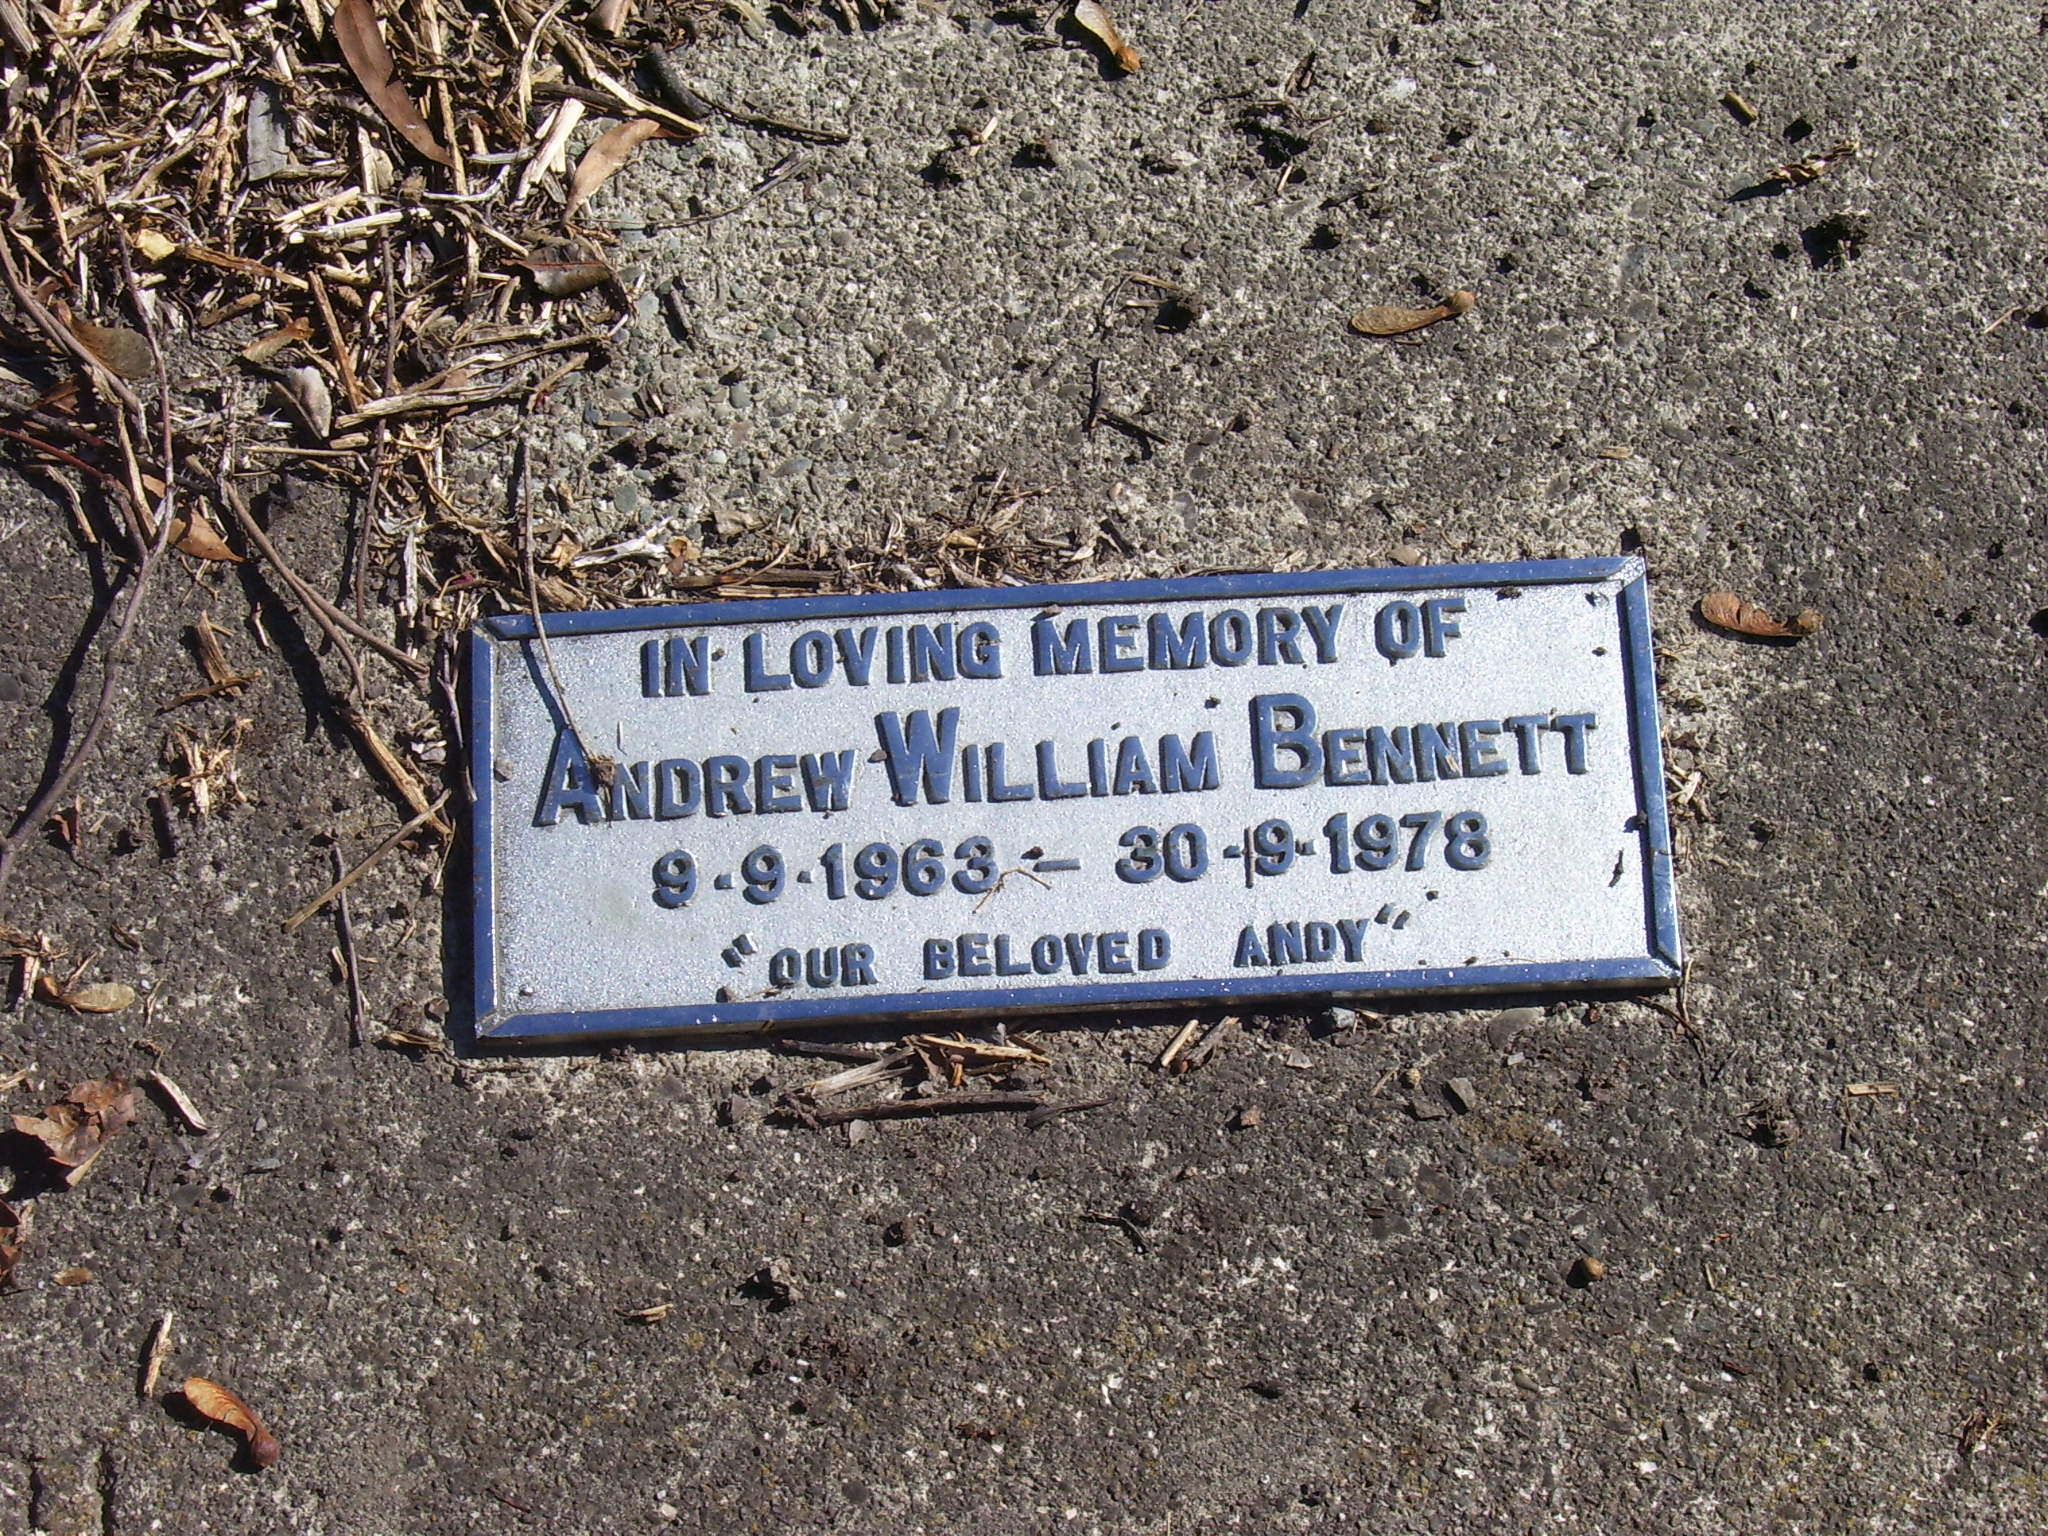 IN LOVING MEMORY OF
ANDREW WILLIAM BENNETT
9·9·1963 – 30·9·1978
"OUR BELOVED ANDY"